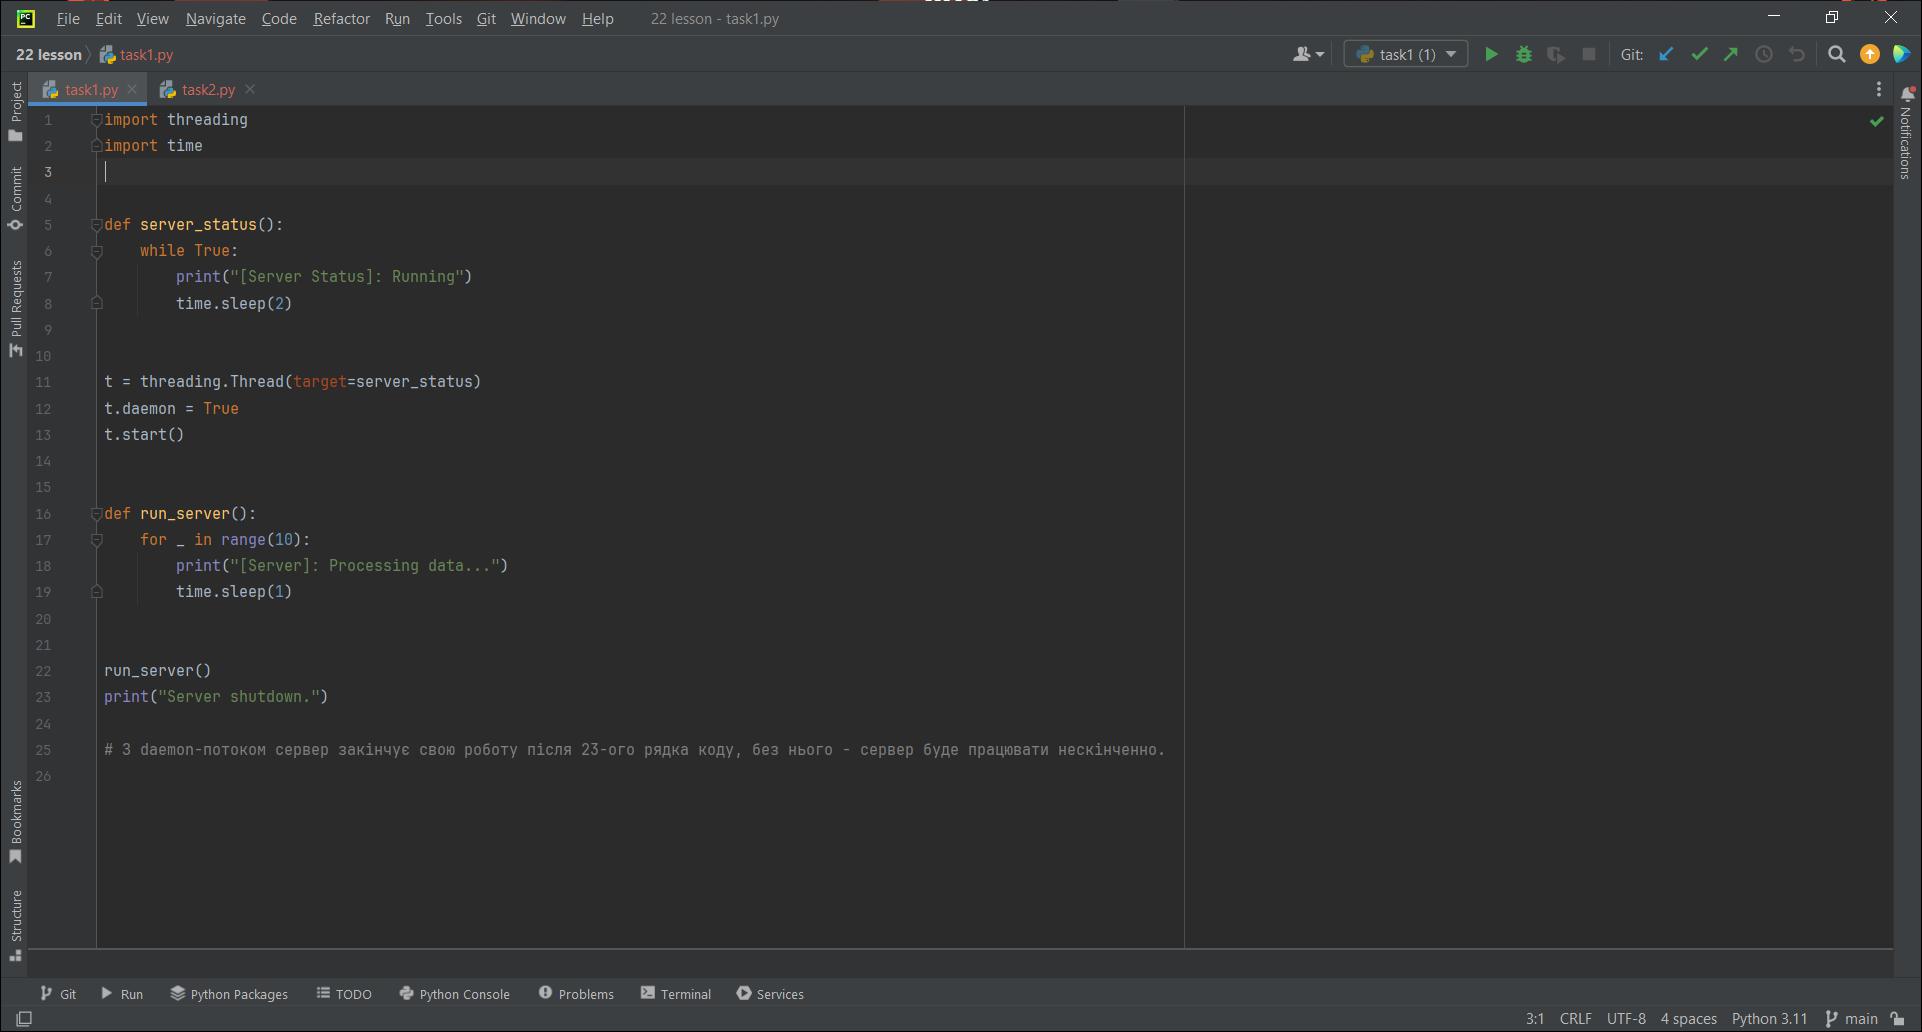 File Edit View Navigate Code Refactor Run Tools Git Window Help 22 lesson - task1.py
22 lesson task1.py task1 (1) Git:
task1.py task2.py
Project
Commit
Pull Requests
Bookmarks
Structure
Notifications
1 import threading
2 import time
3
4
5 def server_status():
6 while True:
7 print("[Server Status]: Running")
8 time.sleep(2)
9
10
11 t = threading.Thread(target=server_status)
12 t.daemon = True
13 t.start()
14
15
16 def run_server():
17 for _ in range(10):
18 print("[Server]: Processing data...")
19 time.sleep(1)
20
21
22 run_server()
23 print("Server shutdown.")
24
25 # З daemon-потоком сервер закінчує свою роботу після 23-ого рядка коду, без нього - сервер буде працювати нескінченно.
26
Git Run Python Packages TODO Python Console Problems Terminal Services
3:1 CRLF UTF-8 4 spaces Python 3.11 main